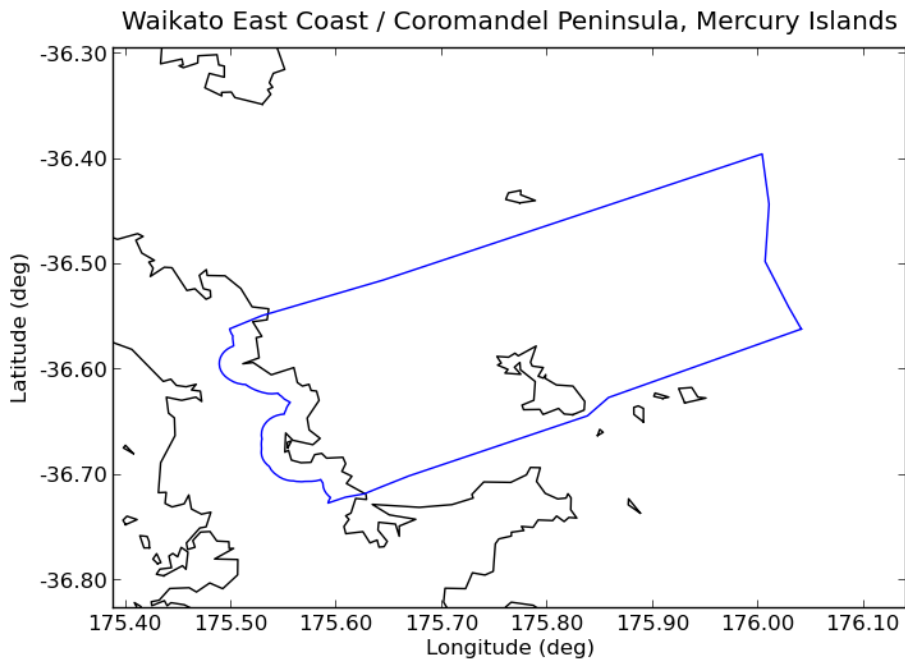 Waikato East Coast / Coromandel Peninsula, Mercury Islands
-36.30
-36.40
-36.50
-36.60
-36.70
-36.80
Latitude (deg)
175.40 175.50 175.60 175.70 175.80 175.90 176.00 176.10
Longitude (deg)